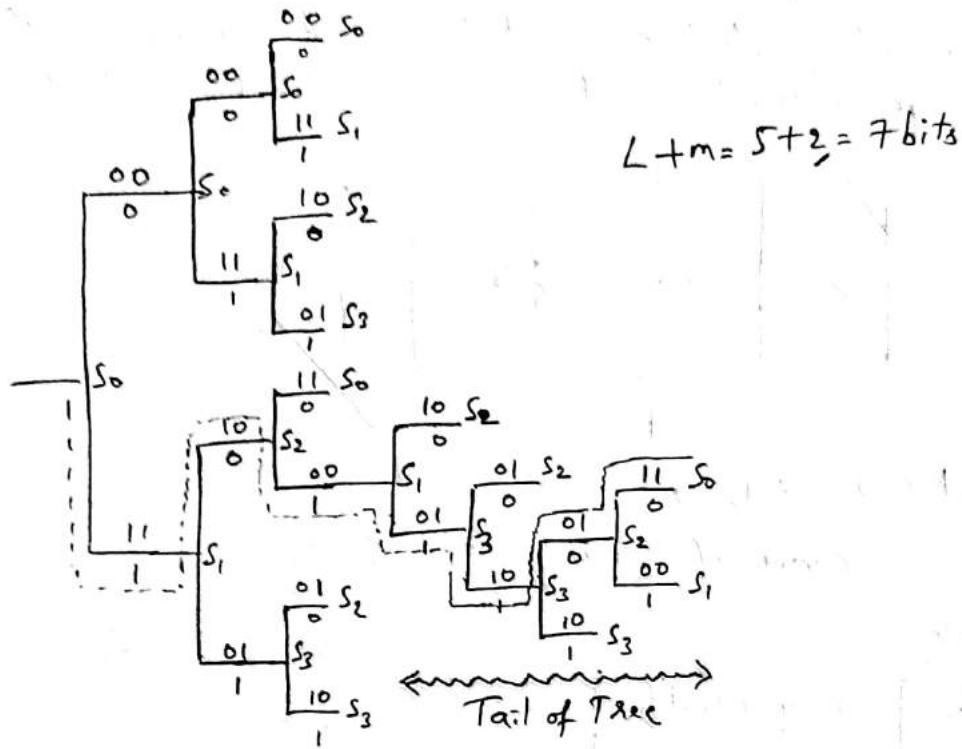 00 S0
0
00
0
S0
11 S1
1
L + m = 5 + 2 = 7 bits
00
0
S0
10 S2
0
11
1
S1
01 S3
1
S0
1
11 S0
0
10
0
S2
00
1
S1
10 S2
0
01
1
S3
01 S2
0
10
1
S3
01
0
S2
11 S0
0
00 S1
1
10 S3
1
11
1
S1
01 S2
0
01
1
S3
10 S3
1
Tail of Tree